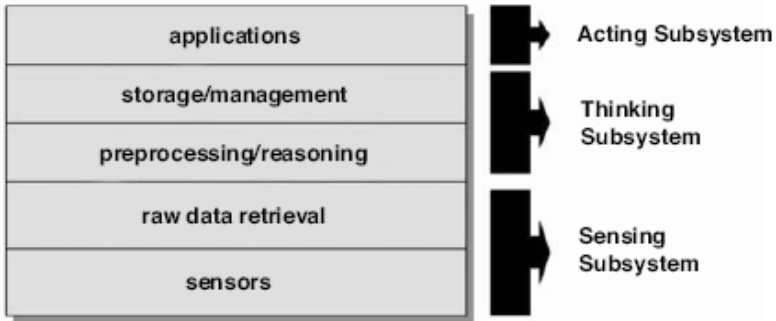 applications
storage/management
preprocessing/reasoning
raw data retrieval
sensors
Acting Subsystem
Thinking
Subsystem
Sensing
Subsystem